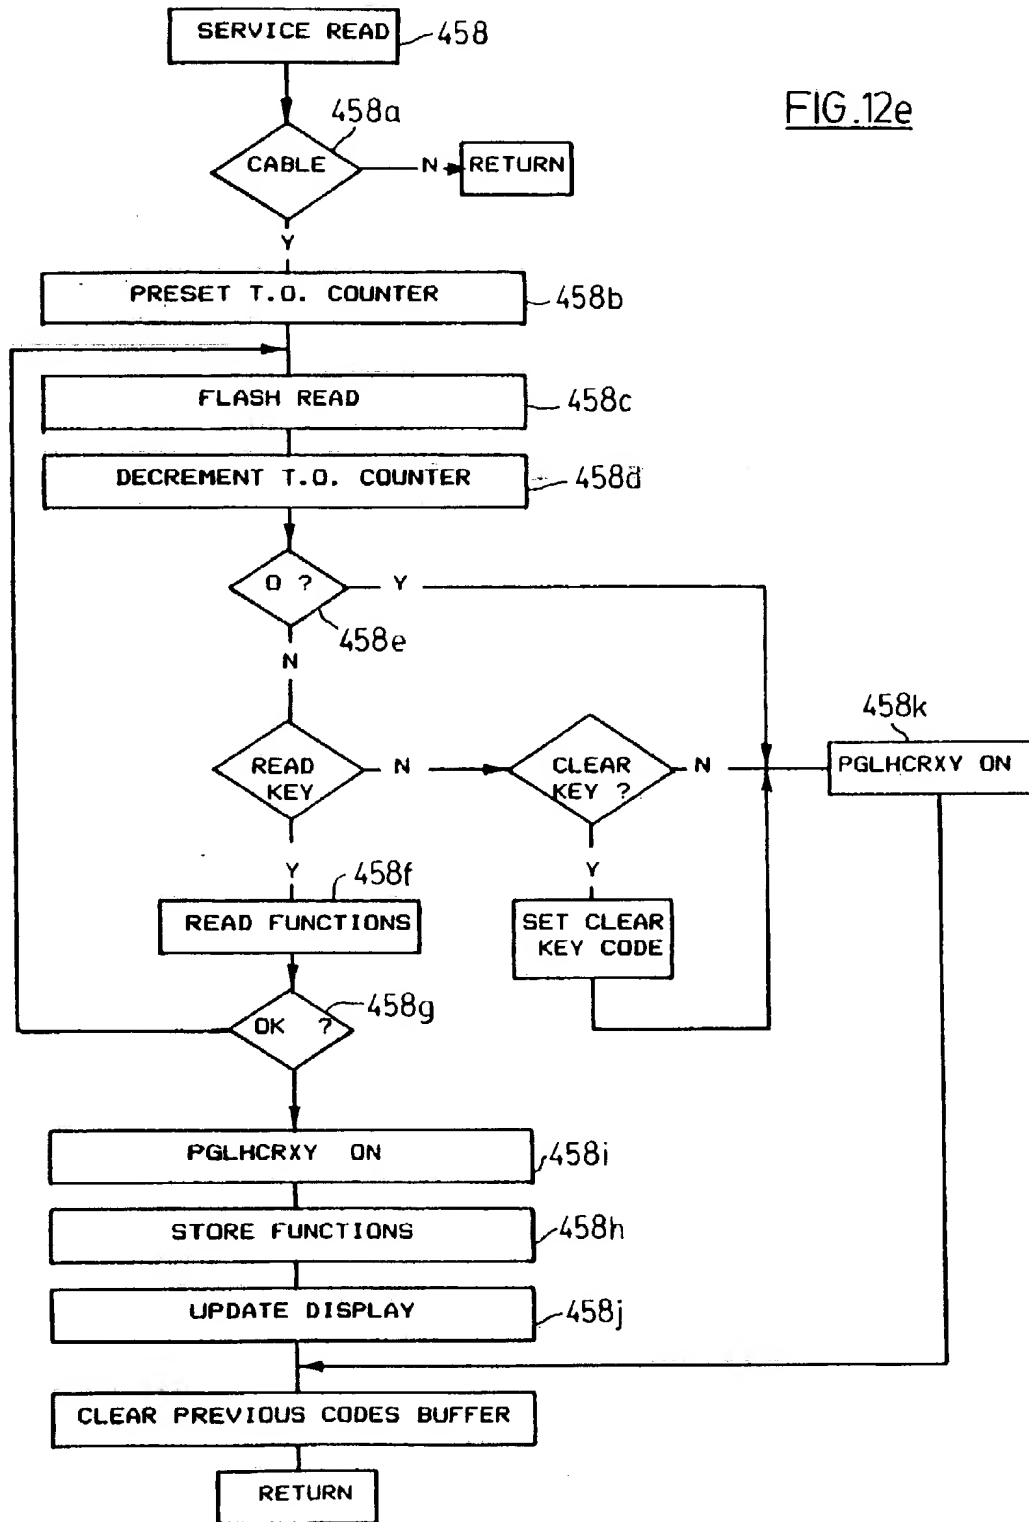 SERVICE READ
458
FIG.12e
458a
CABLE
N
RETURN
Y
PRESET T.O. COUNTER
458b
FLASH READ
458c
DECREMENT T.O. COUNTER
458d
0 ?
Y
458e
N
READ
KEY
N
CLEAR
KEY ?
N
458k
PGLHCRXY ON
Y
458f
Y
READ FUNCTIONS
SET CLEAR
KEY CODE
458g
OK ?
PGLHCRXY ON
458i
STORE FUNCTIONS
458h
UPDATE DISPLAY
458j
CLEAR PREVIOUS CODES BUFFER
RETURN